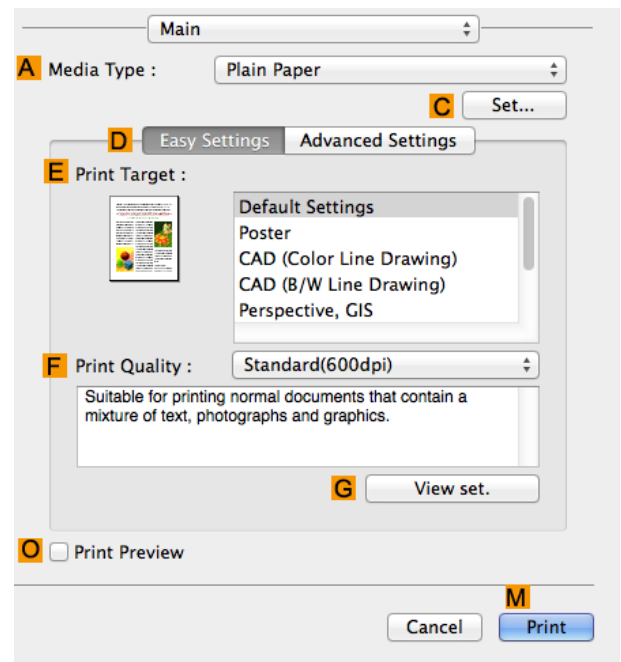 Main
A Media Type : Plain Paper
C Set...
D Easy Settings Advanced Settings
E Print Target :
Default Settings
Poster
CAD (Color Line Drawing)
CAD (B/W Line Drawing)
Perspective, GIS
F Print Quality : Standard(600dpi)
Suitable for printing normal documents that contain a
mixture of text, photographs and graphics.
G View set.
O Print Preview
M
Cancel Print